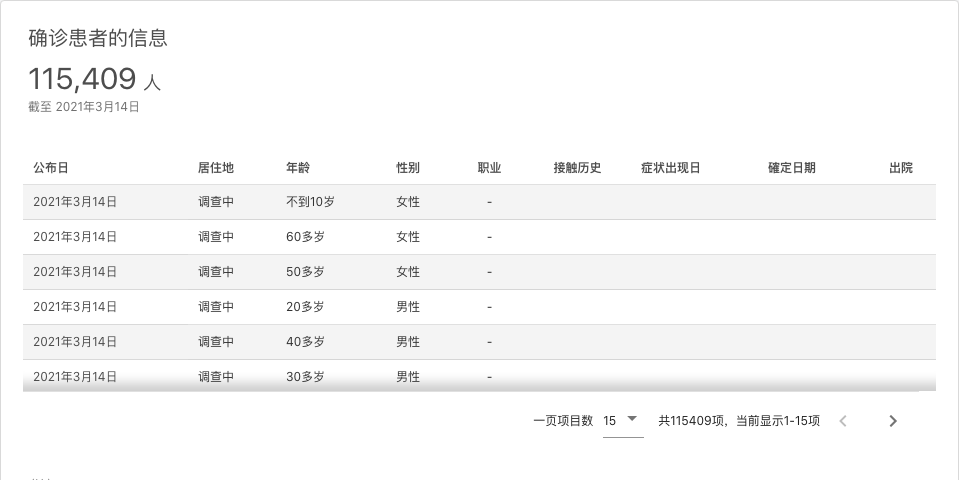 确诊患者的信息
115,409 人
截至 2021年3月14日
公布日 居住地 年龄 性别 职业 接触历史 症状出现日 確定日期 出院
2021年3月14日 调查中 不到10岁 女性 -
2021年3月14日 调查中 60多岁 女性 -
2021年3月14日 调查中 50多岁 女性 -
2021年3月14日 调查中 20多岁 男性 -
2021年3月14日 调查中 40多岁 男性 -
2021年3月14日 调查中 30多岁 男性 -
一页项目数 15 共115409项，当前显示1-15项